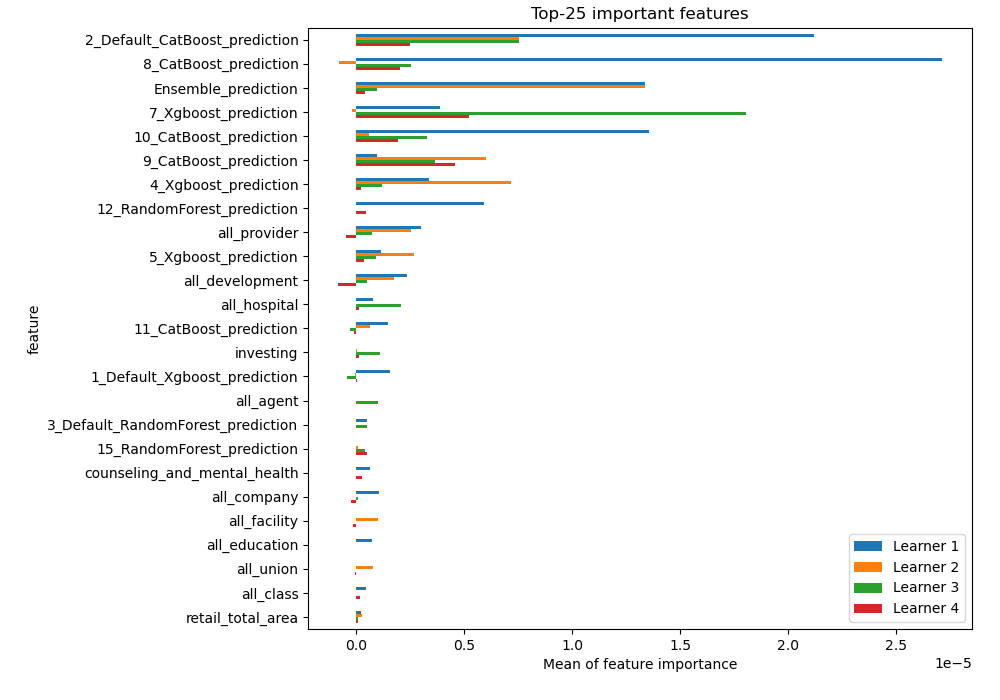 Top-25 important features
2_Default_CatBoost_prediction
8_CatBoost_prediction
Ensemble_prediction
7_Xgboost_prediction
10_CatBoost_prediction
9_CatBoost_prediction
4_Xgboost_prediction
12_RandomForest_prediction
all_provider
5_Xgboost_prediction
all_development
all_hospital
11_CatBoost_prediction
investing
1_Default_Xgboost_prediction
all_agent
3_Default_RandomForest_prediction
15_RandomForest_prediction
counseling_and_mental_health
all_company
all_facility
all_education
all_union
all_class
retail_total_area
feature
Learner 1
Learner 2
Learner 3
Learner 4
0.0 0.5 1.0 1.5 2.0 2.5
1e−5
Mean of feature importance